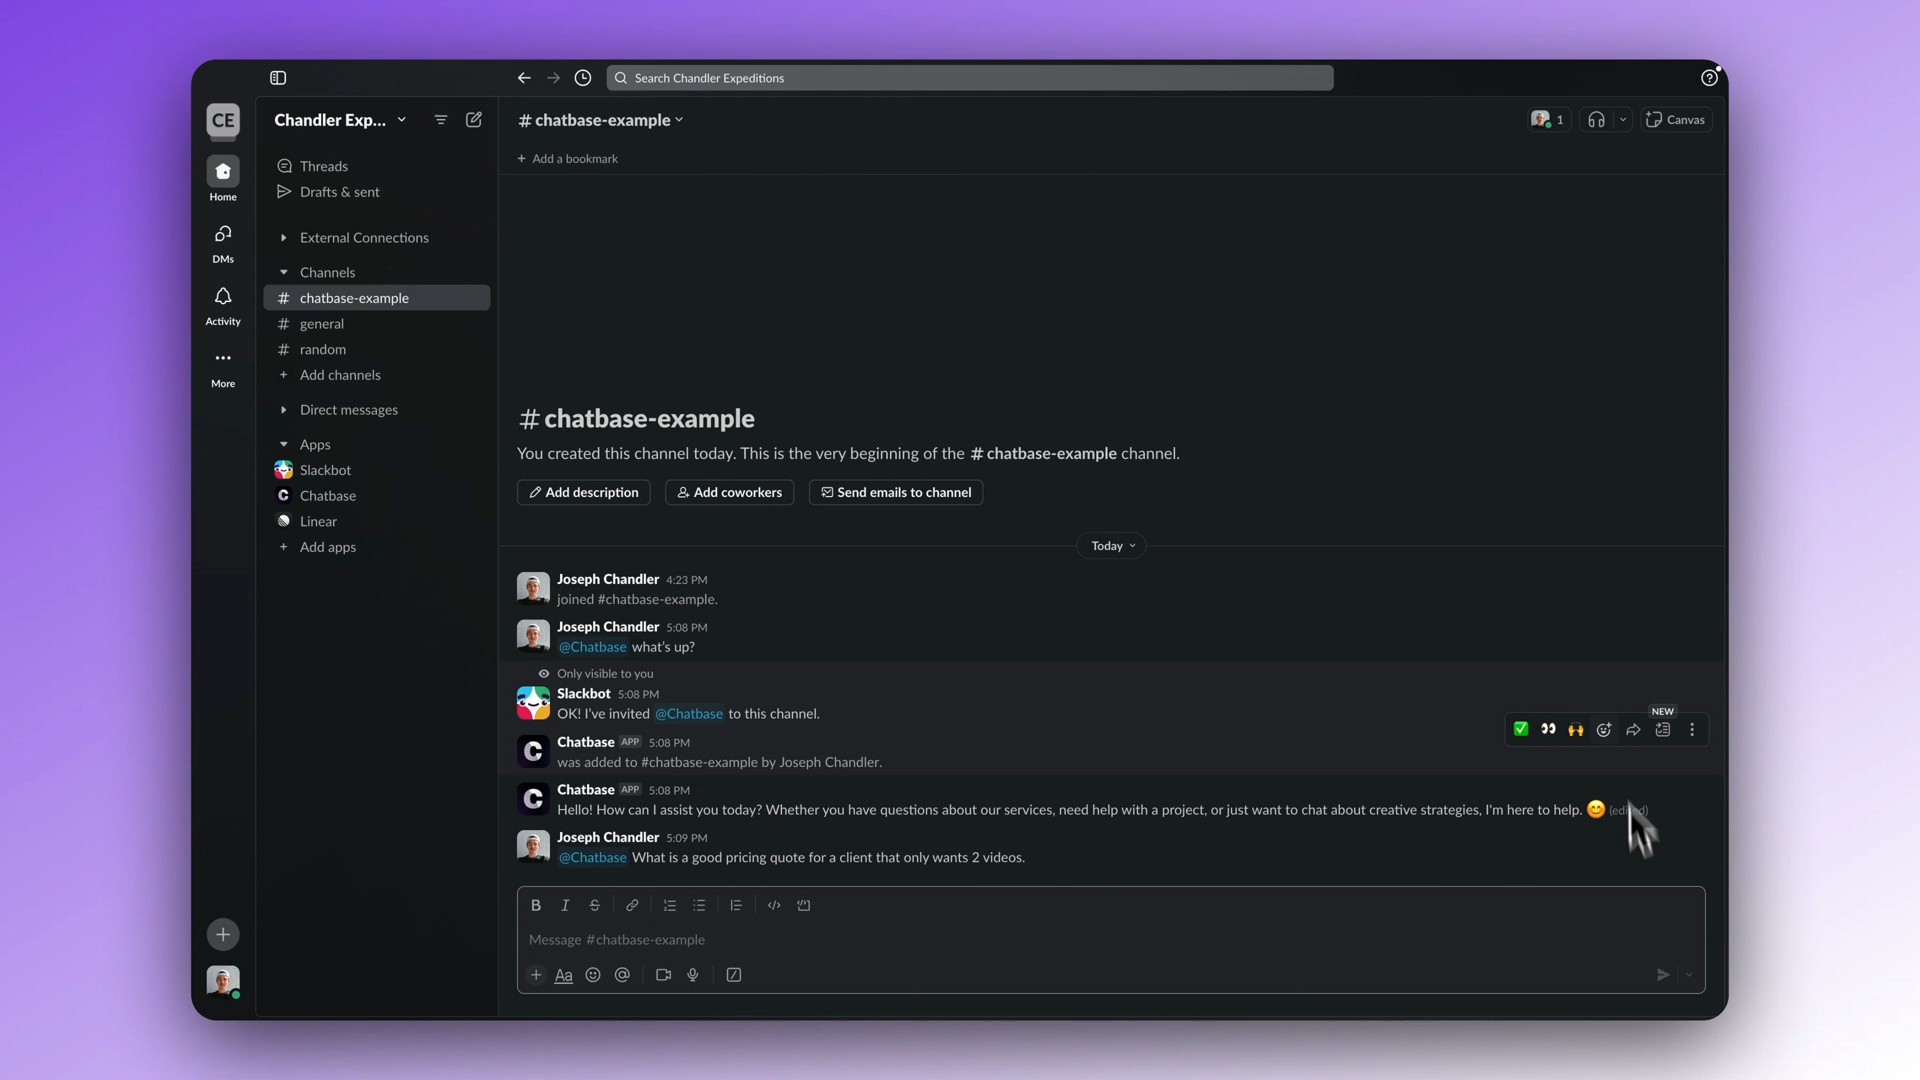 Search Chandler Expeditions
CE
Home
DMs
Activity
More
Chandler Exp...
Threads
Drafts & sent
External Connections
Channels
# chatbase-example
# general
# random
+ Add channels
Direct messages
Apps
Slackbot
C Chatbase
Linear
+ Add apps
# chatbase-example
1
Canvas
+ Add a bookmark
# chatbase-example
You created this channel today. This is the very beginning of the # chatbase-example channel.
Add description
Add coworkers
Send emails to channel
Today
Joseph Chandler 4:23 PM
joined #chatbase-example.
Joseph Chandler 5:08 PM
@Chatbase what's up?
Only visible to you
Slackbot 5:08 PM
OK! I've invited @Chatbase to this channel.
NEW
C
Chatbase APP 5:08 PM
was added to #chatbase-example by Joseph Chandler.
C
Chatbase APP 5:08 PM
Hello! How can I assist you today? Whether you have questions about our services, need help with a project, or just want to chat about creative strategies, I'm here to help. 😊
Joseph Chandler 5:09 PM
@Chatbase What is a good pricing quote for a client that only wants 2 videos.
B I S
Message #chatbase-example
+ Aa @